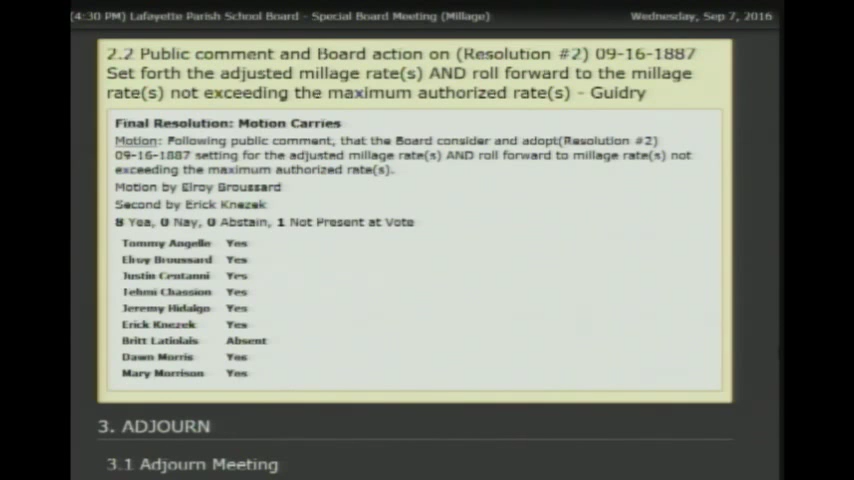 (4:30 PM) Lafayette Parish School Board - Special Board Meeting (Millage) Wednesday, Sep 7, 2016
2.2 Public comment and Board action on (Resolution #2) 09-16-1887
Set forth the adjusted millage rate(s) AND roll forward to the millage
rate(s) not exceeding the maximum authorized rate(s) - Guidry
Final Resolution: Motion Carries
Motion: Following public comment, that the Board consider and adopt(Resolution #2)
09-16-1887 setting for the adjusted millage rate(s) AND roll forward to millage rate(s) not
exceeding the maximum authorized rate(s).
Motion by Elroy Broussard
Second by Erick Knezek
8 Yea, 0 Nay, 0 Abstain, 1 Not Present at Vote
Tommy Angelle Yes
Elroy Broussard Yes
Justin Centanni Yes
Tehmi Chassion Yes
Jeremy Hidalgo Yes
Erick Knezek Yes
Britt Latiolais Absent
Dawn Morris Yes
Mary Morrison Yes
3. ADJOURN
3.1 Adjourn Meeting